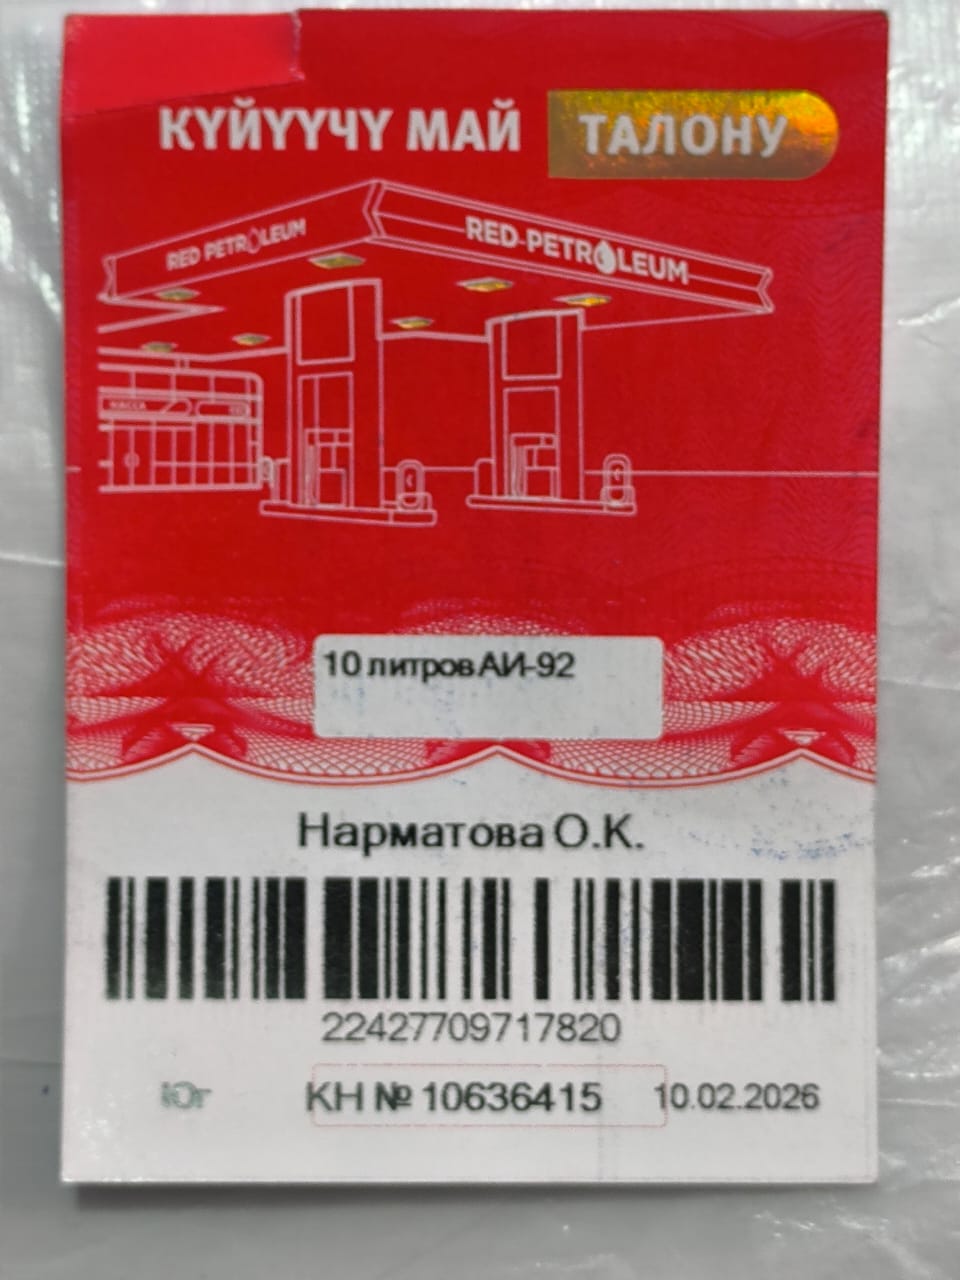 КҮЙҮҮЧҮ МАЙ ТАЛОНУ
RED PETROLEUM
RED PETROLEUM
КАССА
10 литров АИ-92
Нарматова О.К.
22427709717820
Юг КН № 10636415 10.02.2026